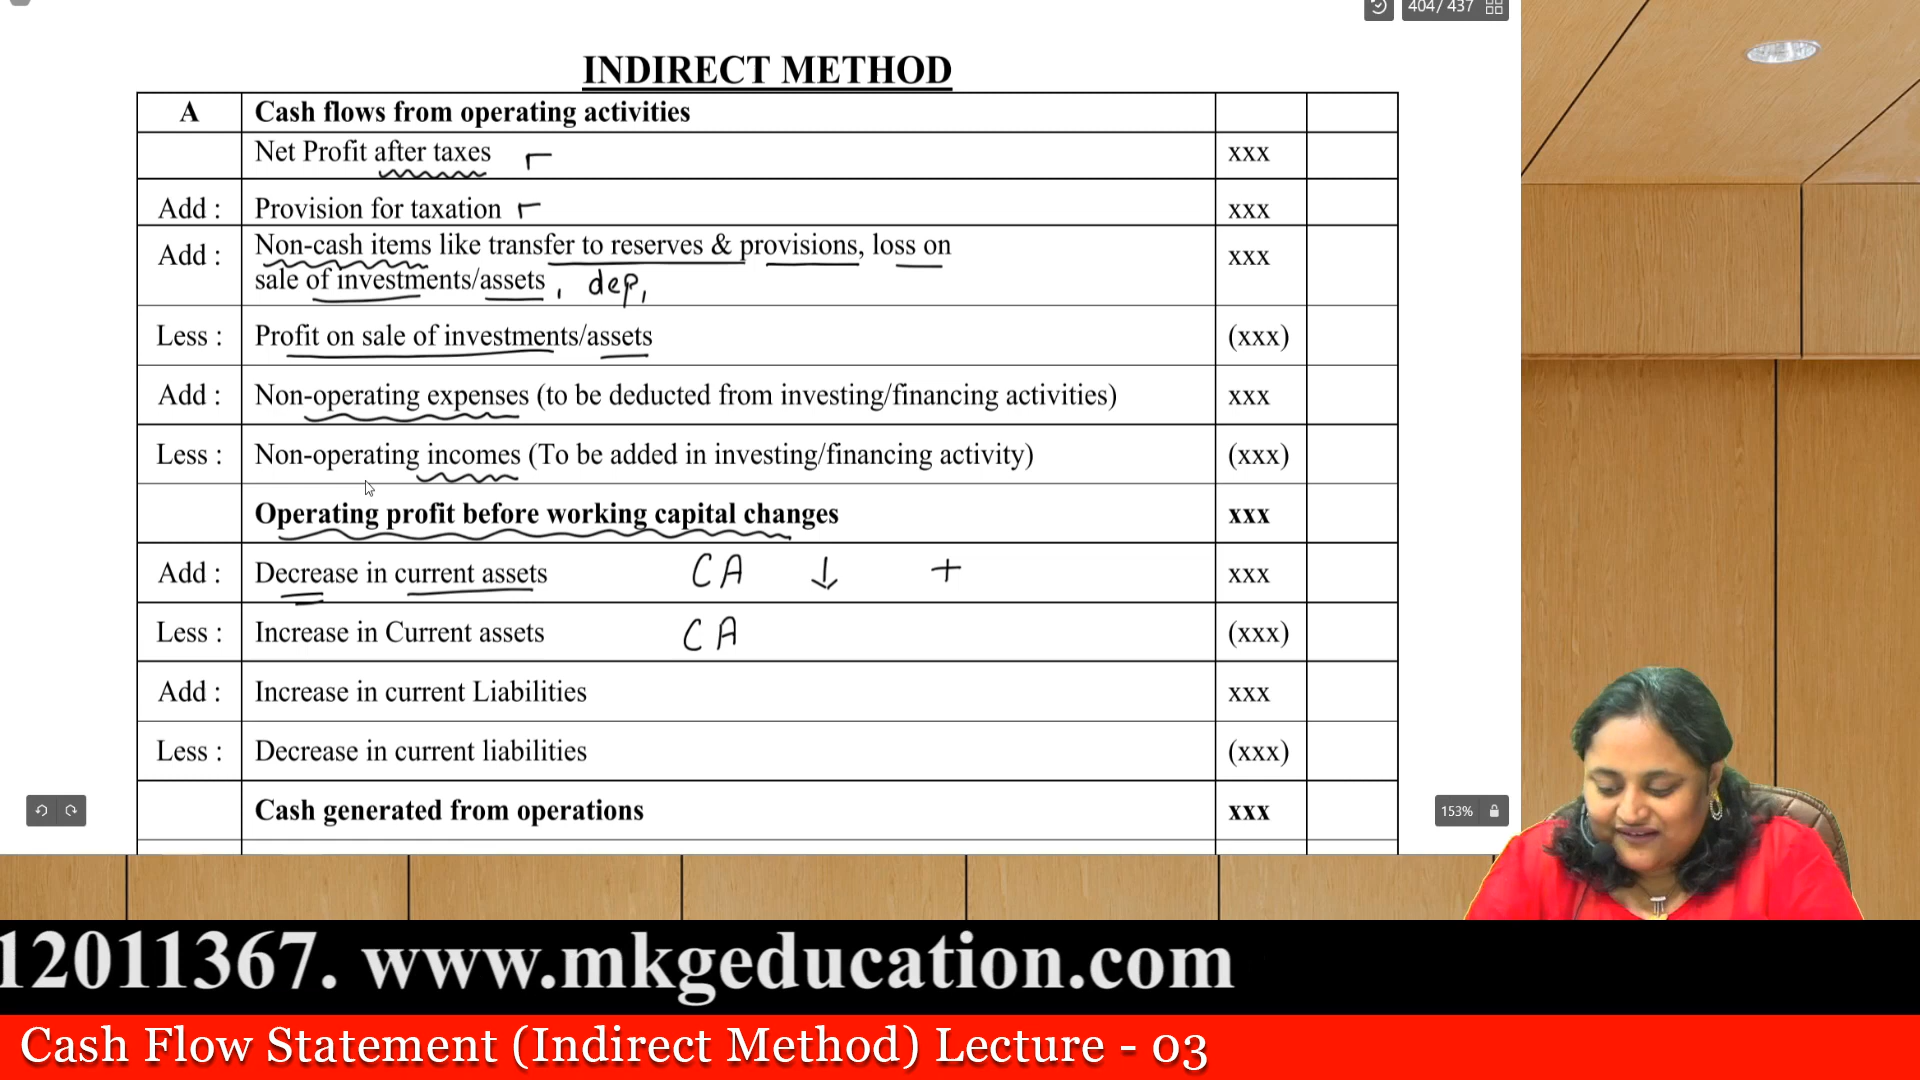 404 / 437
INDIRECT METHOD
A Cash flows from operating activities
Net Profit after taxes xxx
Add : Provision for taxation xxx
Add : Non-cash items like transfer to reserves & provisions, loss on
sale of investments/assets , dep, xxx
Less : Profit on sale of investments/assets (xxx)
Add : Non-operating expenses (to be deducted from investing/financing activities) xxx
Less : Non-operating incomes (To be added in investing/financing activity) (xxx)
Operating profit before working capital changes xxx
Add : Decrease in current assets CA ↓ + xxx
Less : Increase in Current assets CA (xxx)
Add : Increase in current Liabilities xxx
Less : Decrease in current liabilities (xxx)
Cash generated from operations xxx
153%
12011367. www.mkgeducation.com
Cash Flow Statement (Indirect Method) Lecture - 03